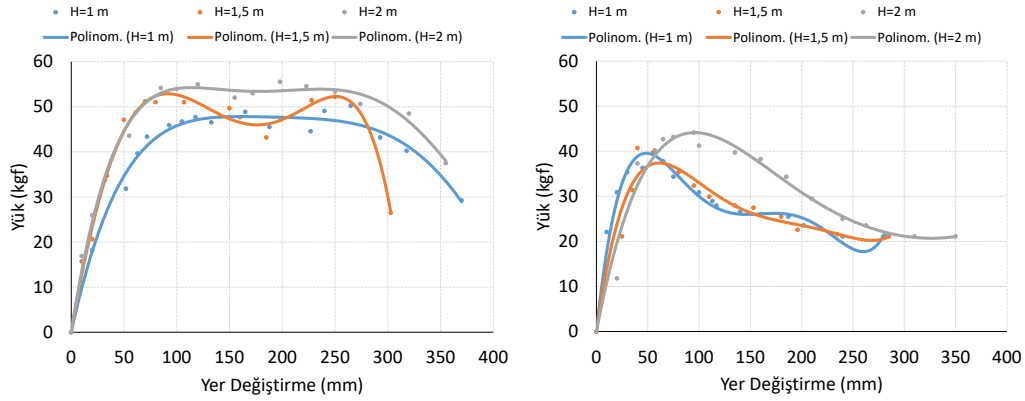 H=1 m H=1,5 m H=2 m
Polinom. (H=1 m) Polinom. (H=1,5 m) Polinom. (H=2 m)
60
50
40
30
20
10
0
0 50 100 150 200 250 300 350 400
Yük (kgf)
Yer Değiştirme (mm)
H=1 m H=1,5 m H=2 m
Polinom. (H=1 m) Polinom. (H=1,5 m) Polinom. (H=2 m)
60
50
40
30
20
10
0
0 50 100 150 200 250 300 350 400
Yük (kgf)
Yer Değiştirme (mm)